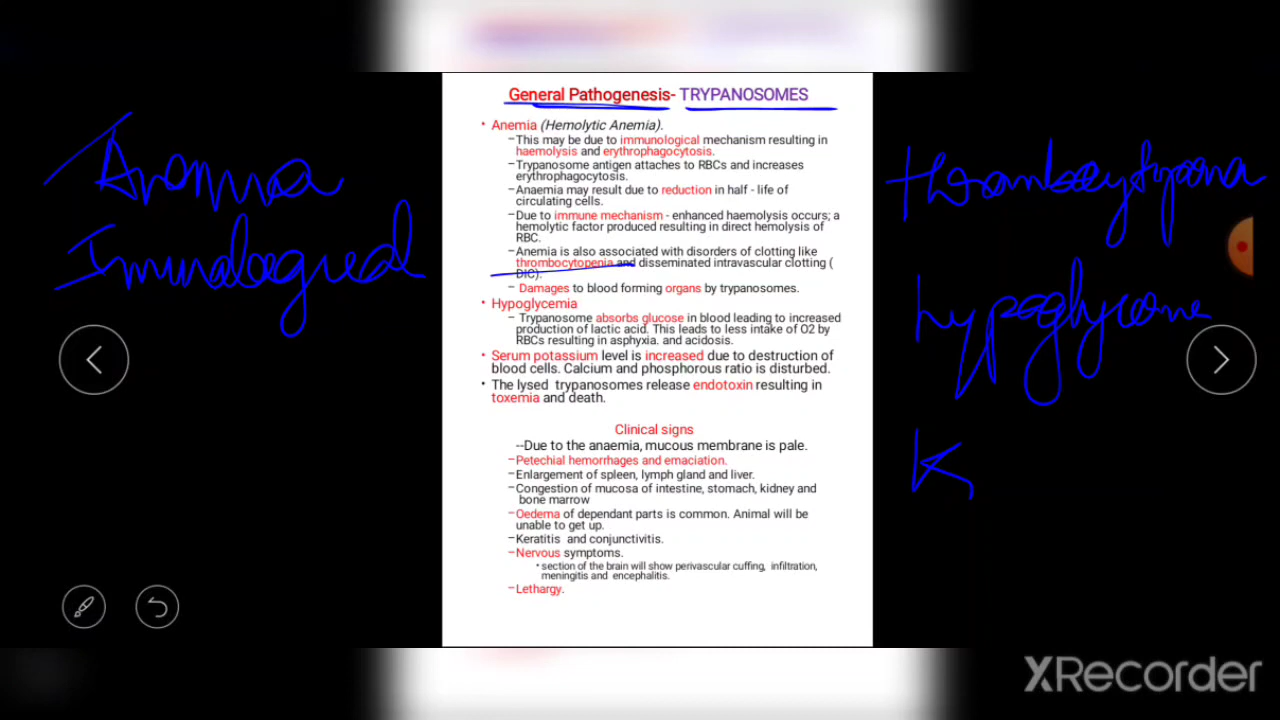 General Pathogenesis- TRYPANOSOMES
• Anemia (Hemolytic Anemia).
–This may be due to immunological mechanism resulting in
haemolysis and erythrophagocytosis.
–Trypanosome antigen attaches to RBCs and increases
erythrophagocytosis.
–Anaemia may result due to reduction in half - life of
circulating cells.
–Due to immune mechanism - enhanced haemolysis occurs; a
hemolytic factor produced resulting in direct hemolysis of
RBC.
–Anemia is also associated with disorders of clotting like
thrombocytopenia and disseminated intravascular clotting (
DIC).
– Damages to blood forming organs by trypanosomes.
• Hypoglycemia
– Trypanosome absorbs glucose in blood leading to increased
production of lactic acid. This leads to less intake of O2 by
RBCs resulting in asphyxia. and acidosis.
• Serum potassium level is increased due to destruction of
blood cells. Calcium and phosphorous ratio is disturbed.
• The lysed trypanosomes release endotoxin resulting in
toxemia and death.
Clinical signs
--Due to the anaemia, mucous membrane is pale.
–Petechial hemorrhages and emaciation.
–Enlargement of spleen, lymph gland and liver.
–Congestion of mucosa of intestine, stomach, kidney and
bone marrow
–Oedema of dependant parts is common. Animal will be
unable to get up.
–Keratitis and conjunctivitis.
–Nervous symptoms.
• section of the brain will show perivascular cuffing, infiltration,
meningitis and encephalitis.
–Lethargy.
K
XRecorder